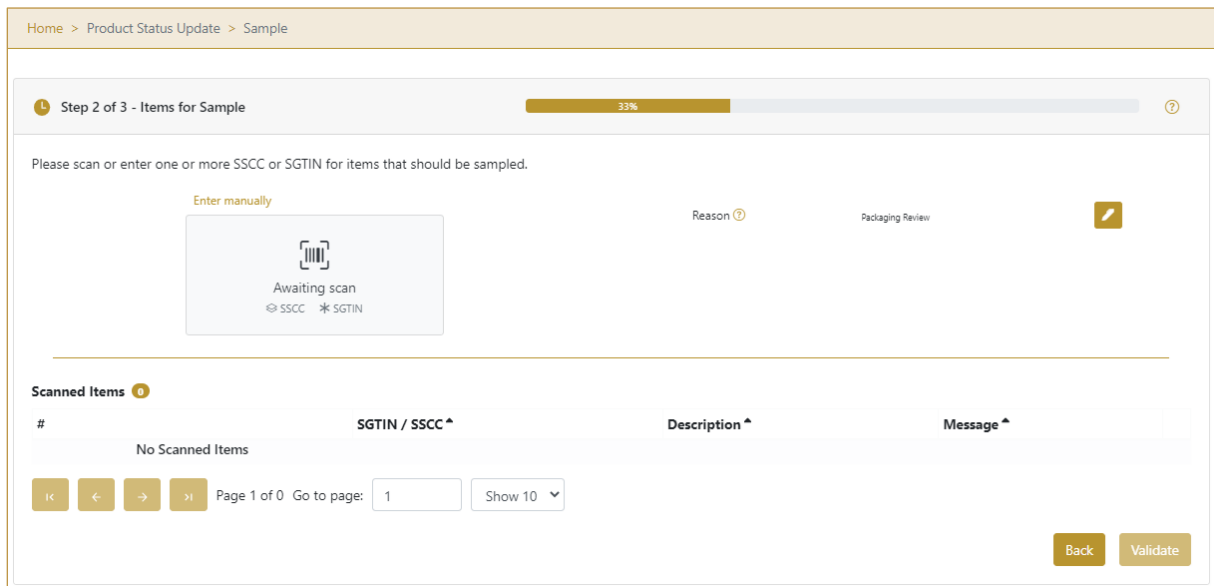 Home > Product Status Update > Sample
Step 2 of 3 - Items for Sample 33% ?
Please scan or enter one or more SSCC or SGTIN for items that should be sampled.
Enter manually
Reason ? Packaging Review
Awaiting scan
SSCC SGTIN
Scanned Items 0
# SGTIN / SSCC Description Message
No Scanned Items
Page 1 of 0 Go to page: 1 Show 10
Back Validate